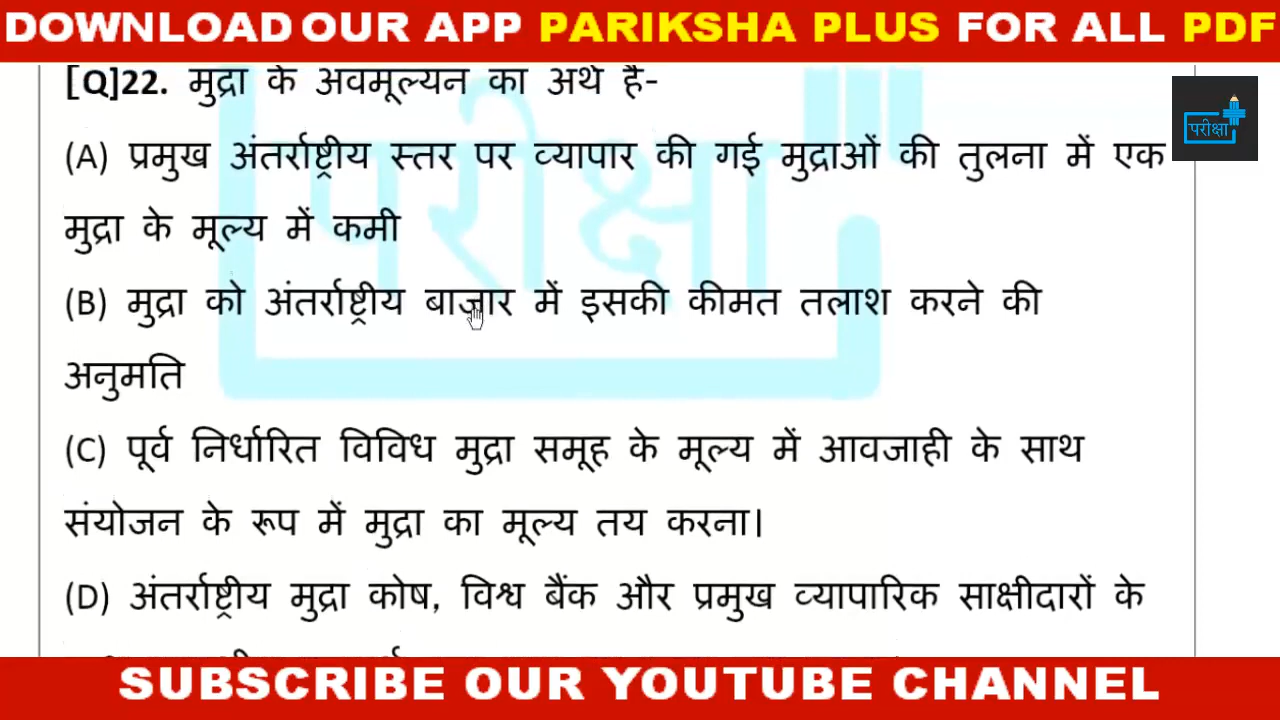 DOWNLOAD OUR APP PARIKSHA PLUS FOR ALL PDF
[Q]22. मुद्रा के अवमूल्यन का अर्थ है-
परीक्षा
(A) प्रमुख अंतर्राष्ट्रीय स्तर पर व्यापार की गई मुद्राओं की तुलना में एक
मुद्रा के मूल्य में कमी
परीक्षा
(B) मुद्रा को अंतर्राष्ट्रीय बाज़ार में इसकी कीमत तलाश करने की
अनुमति
(C) पूर्व निर्धारित विविध मुद्रा समूह के मूल्य में आवजाही के साथ
संयोजन के रूप में मुद्रा का मूल्य तय करना।
(D) अंतर्राष्ट्रीय मुद्रा कोष, विश्व बैंक और प्रमुख व्यापारिक साक्षीदारों के
SUBSCRIBE OUR YOUTUBE CHANNEL